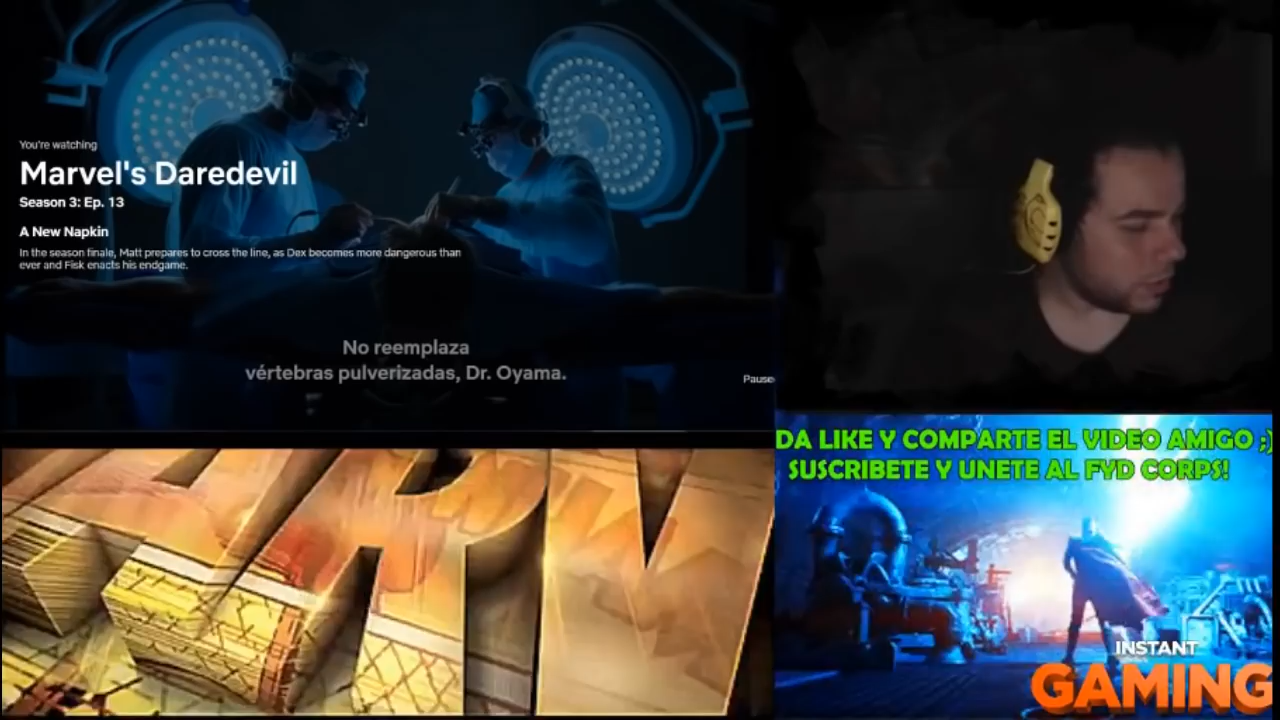 You're watching
Marvel's Daredevil
Season 3: Ep. 13
A New Napkin
In the season finale, Matt prepares to cross the line, as Dex becomes more dangerous than
ever and Fisk enacts his endgame.
No reemplaza
vértebras pulverizadas, Dr. Oyama.
Pause
DA LIKE Y COMPARTE EL VIDEO AMIGO ;)
SUSCRIBETE Y UNETE AL FYD CORPS!
INSTANT
GAMING